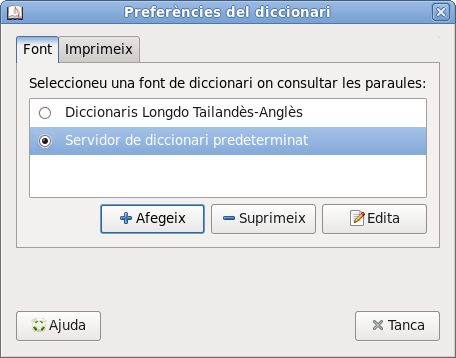 Preferències del diccionari
Font Imprimeix
Seleccioneu una font de diccionari on consultar les paraules:
Diccionaris Longdo Tailandès-Anglès
Servidor de diccionari predeterminat
Afegeix Suprimeix Edita
Ajuda Tanca